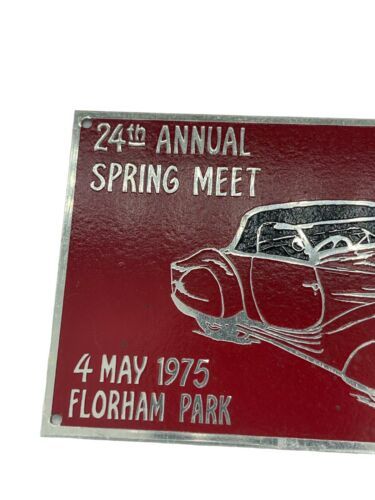 24th ANNUAL
SPRING MEET
4 MAY 1975
FLORHAM PARK